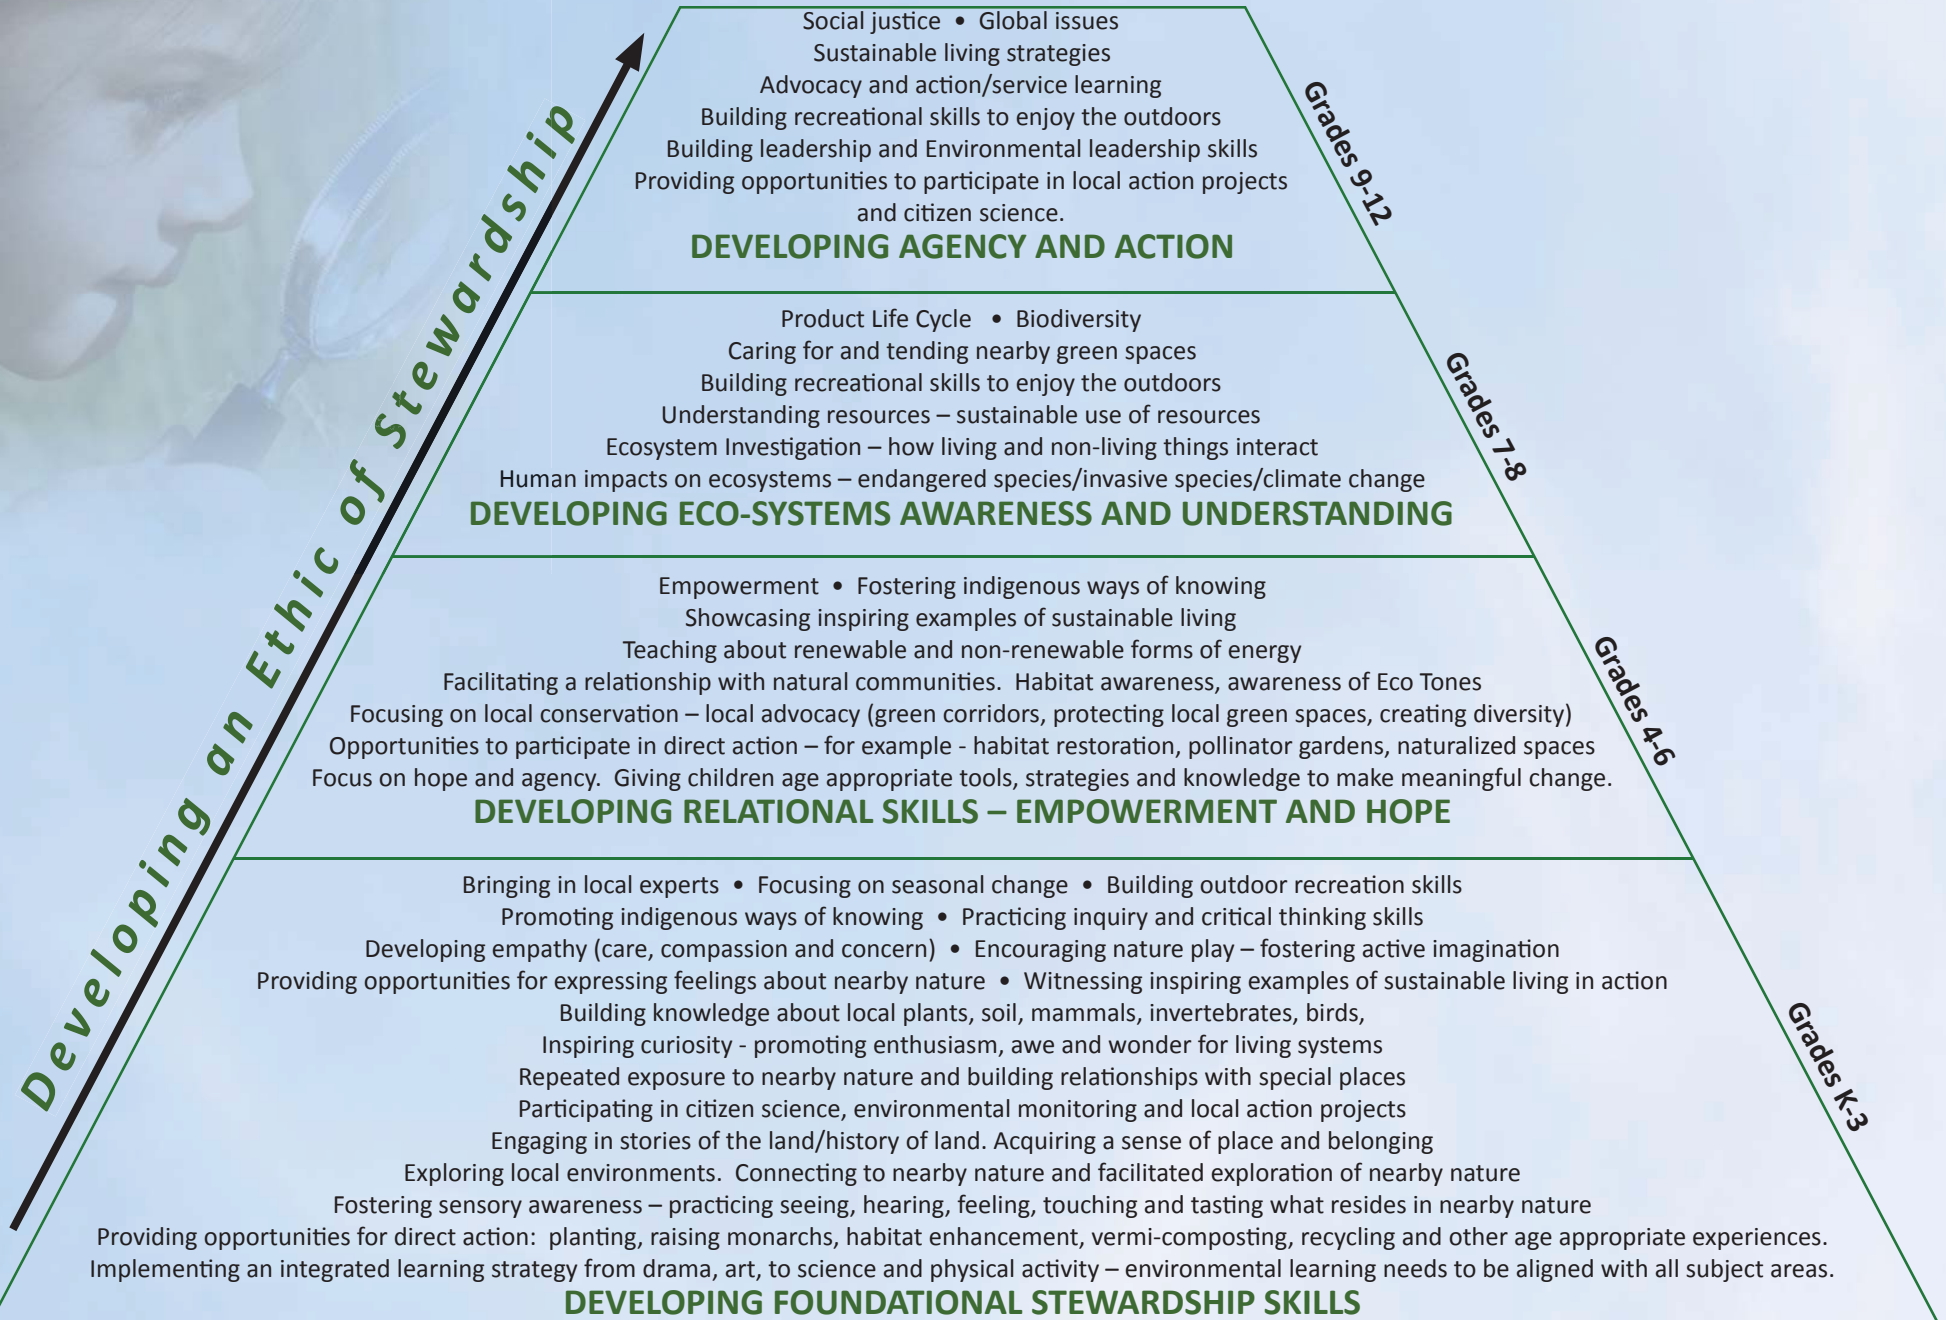 Developing an Ethic of Stewardship
Social justice • Global issues
Sustainable living strategies
Advocacy and action/service learning
Building recreational skills to enjoy the outdoors
Building leadership and Environmental leadership skills
Providing opportunities to participate in local action projects
and citizen science.
DEVELOPING AGENCY AND ACTION
Grades 9-12
Product Life Cycle • Biodiversity
Caring for and tending nearby green spaces
Building recreational skills to enjoy the outdoors
Understanding resources – sustainable use of resources
Ecosystem Investigation – how living and non-living things interact
Human impacts on ecosystems – endangered species/invasive species/climate change
DEVELOPING ECO-SYSTEMS AWARENESS AND UNDERSTANDING
Grades 7-8
Empowerment • Fostering indigenous ways of knowing
Showcasing inspiring examples of sustainable living
Teaching about renewable and non-renewable forms of energy
Facilitating a relationship with natural communities. Habitat awareness, awareness of Eco Tones
Focusing on local conservation – local advocacy (green corridors, protecting local green spaces, creating diversity)
Opportunities to participate in direct action – for example - habitat restoration, pollinator gardens, naturalized spaces
Focus on hope and agency. Giving children age appropriate tools, strategies and knowledge to make meaningful change.
DEVELOPING RELATIONAL SKILLS – EMPOWERMENT AND HOPE
Grades 4-6
Bringing in local experts • Focusing on seasonal change • Building outdoor recreation skills
Promoting indigenous ways of knowing • Practicing inquiry and critical thinking skills
Developing empathy (care, compassion and concern) • Encouraging nature play – fostering active imagination
Providing opportunities for expressing feelings about nearby nature • Witnessing inspiring examples of sustainable living in action
Building knowledge about local plants, soil, mammals, invertebrates, birds,
Inspiring curiosity - promoting enthusiasm, awe and wonder for living systems
Repeated exposure to nearby nature and building relationships with special places
Participating in citizen science, environmental monitoring and local action projects
Engaging in stories of the land/history of land. Acquiring a sense of place and belonging
Exploring local environments. Connecting to nearby nature and facilitated exploration of nearby nature
Fostering sensory awareness – practicing seeing, hearing, feeling, touching and tasting what resides in nearby nature
Providing opportunities for direct action: planting, raising monarchs, habitat enhancement, vermi-composting, recycling and other age appropriate experiences.
Implementing an integrated learning strategy from drama, art, to science and physical activity – environmental learning needs to be aligned with all subject areas.
DEVELOPING FOUNDATIONAL STEWARDSHIP SKILLS
Grades K-3